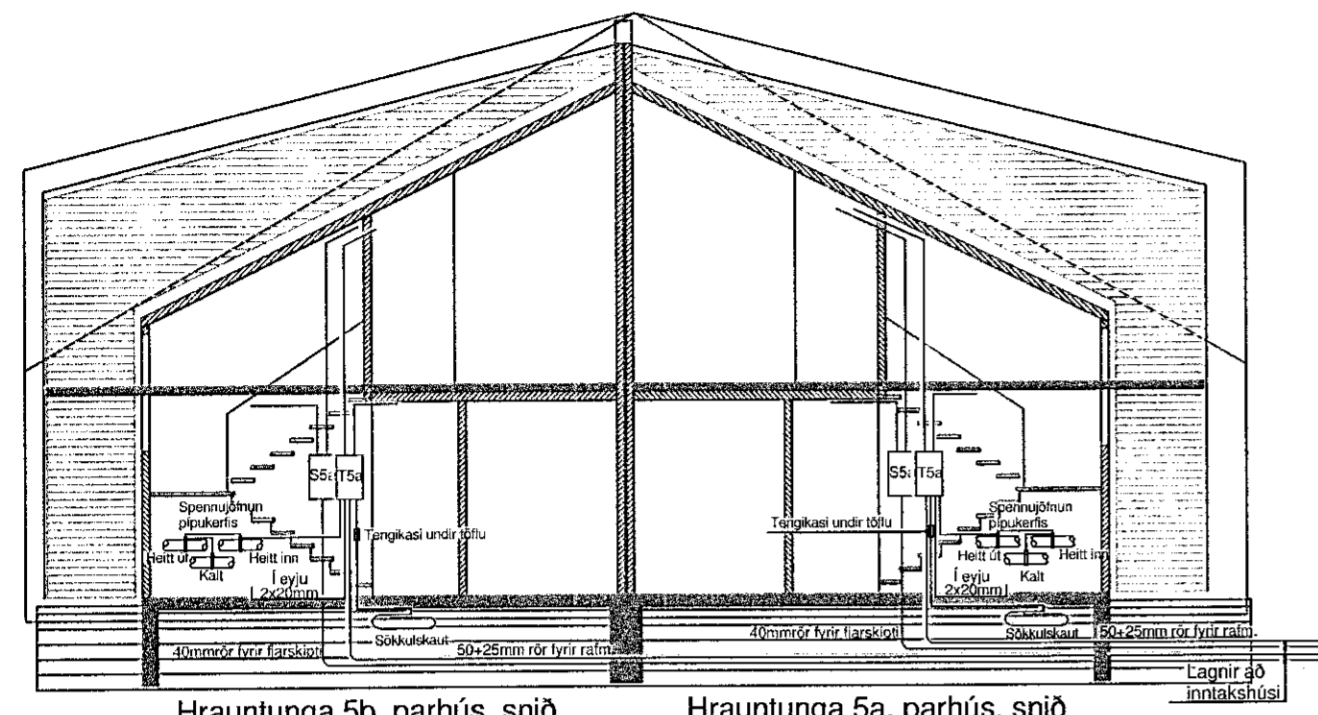 S5a
T5a
Spennujöfnun
pípukerfis
Tengikasi undir töflu
Heitt út
Heitt inn
Kalt
Í eyju
2x20mm
Sökkulskaut
40mmrör fyrir fjarskipti
50+25mm rör fyrir rafm.
S5a
T5a
Spennujöfnun
pípukerfis
Tengikasi undir töflu
Heitt út
Heitt inn
Kalt
Í eyju
2x20mm
Sökkulskaut
40mmrör fyrir fjarskipti
50+25mm rör fyrir rafm.
Lagnir að
inntakshúsi
Hrauntunga 5b, parhús, snið
Hrauntunga 5a, parhús, snið